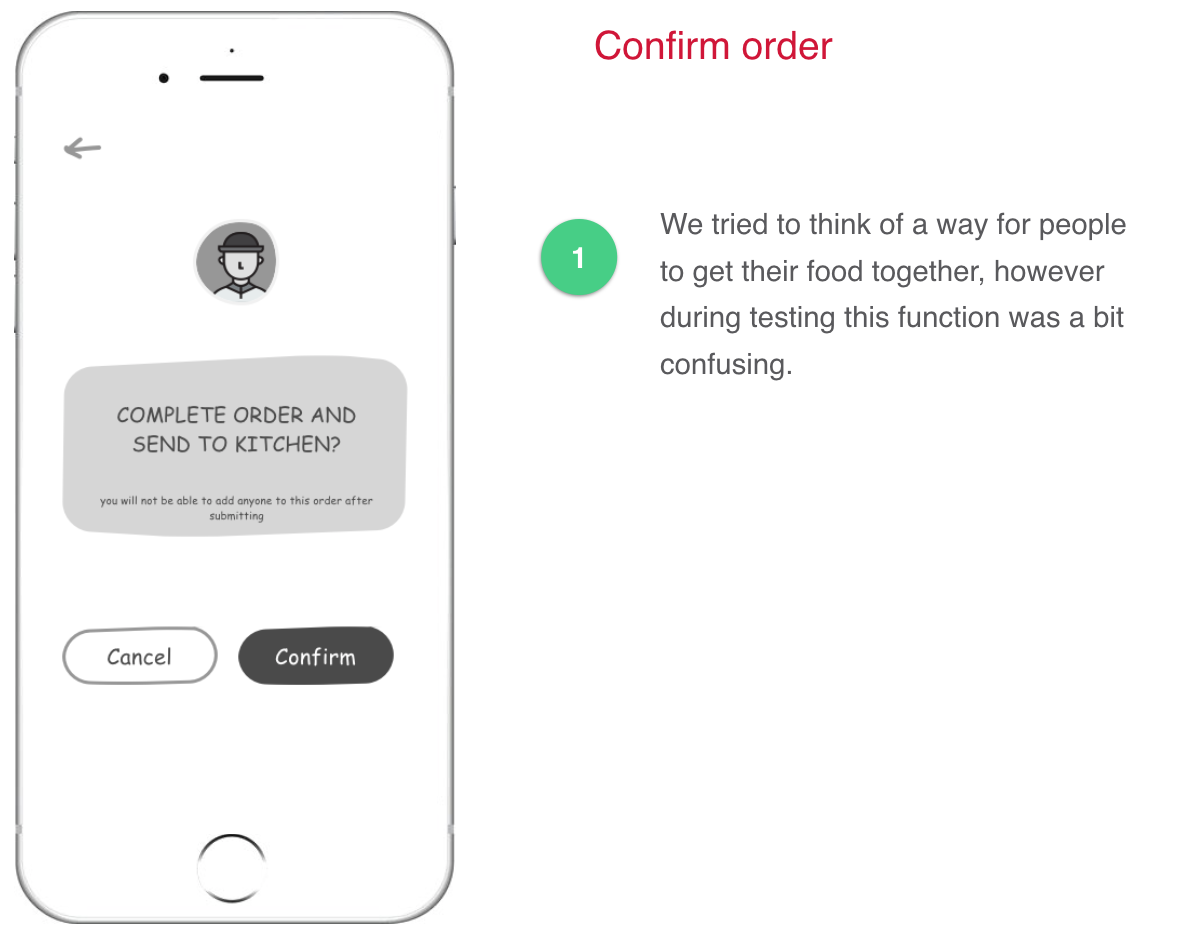 Confirm order
1
We tried to think of a way for people
to get their food together, however
during testing this function was a bit
confusing.
COMPLETE ORDER AND
SEND TO KITCHEN?
you will not be able to add anyone to this order after
submitting
Cancel
Confirm